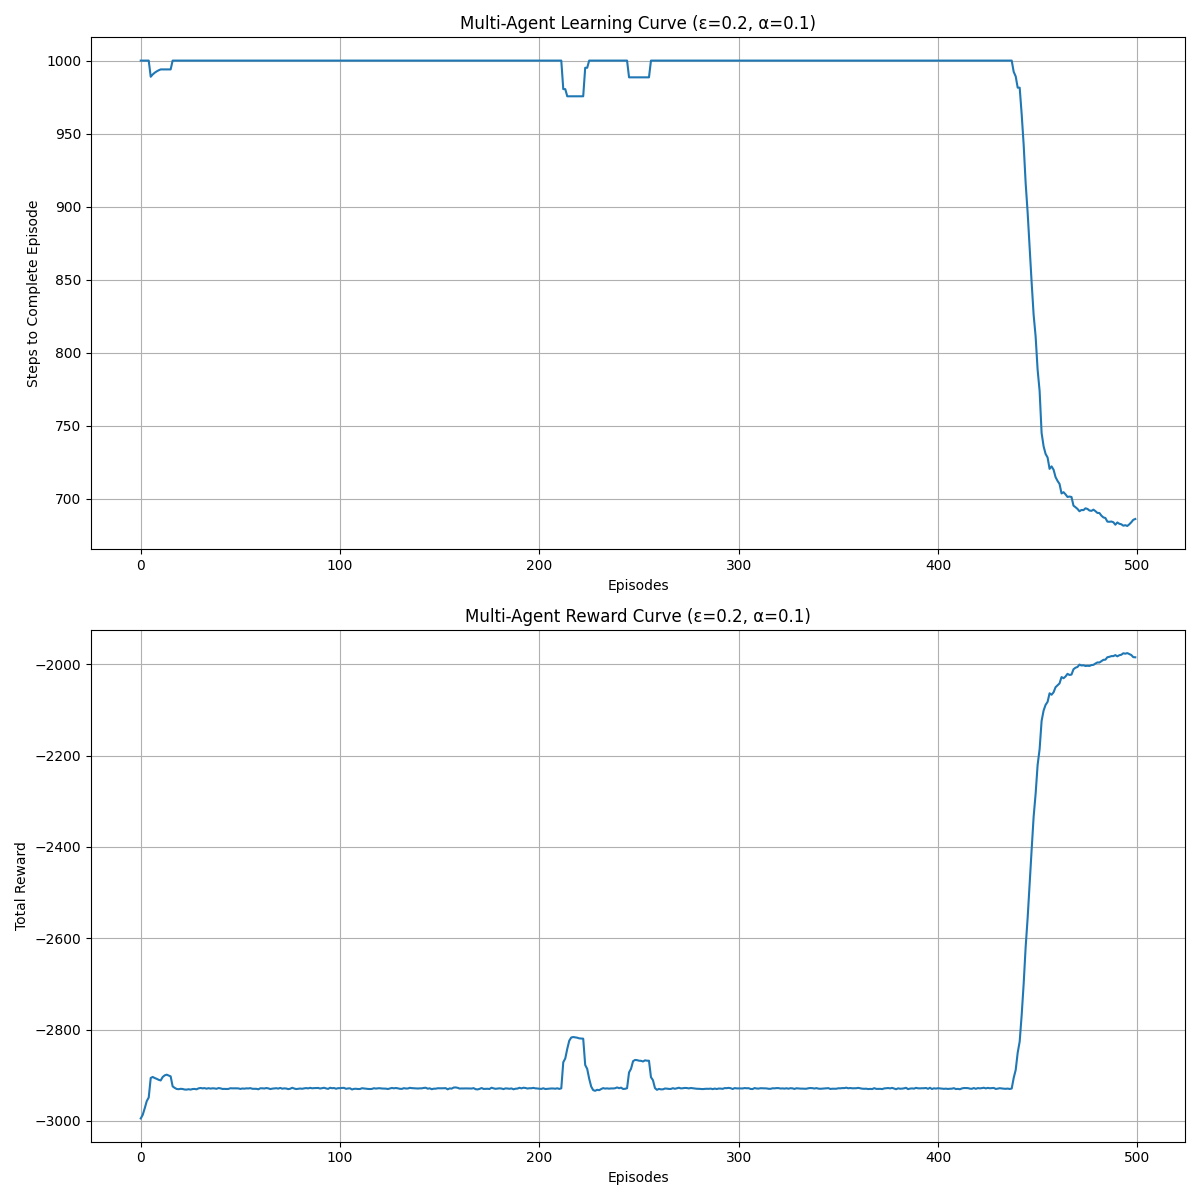 Multi-Agent Learning Curve (ε=0.2, α=0.1)
1000
950
900
850
800
750
700
Steps to Complete Episode
0 100 200 300 400 500
Episodes
Multi-Agent Reward Curve (ε=0.2, α=0.1)
−2000
−2200
−2400
−2600
−2800
−3000
Total Reward
0 100 200 300 400 500
Episodes